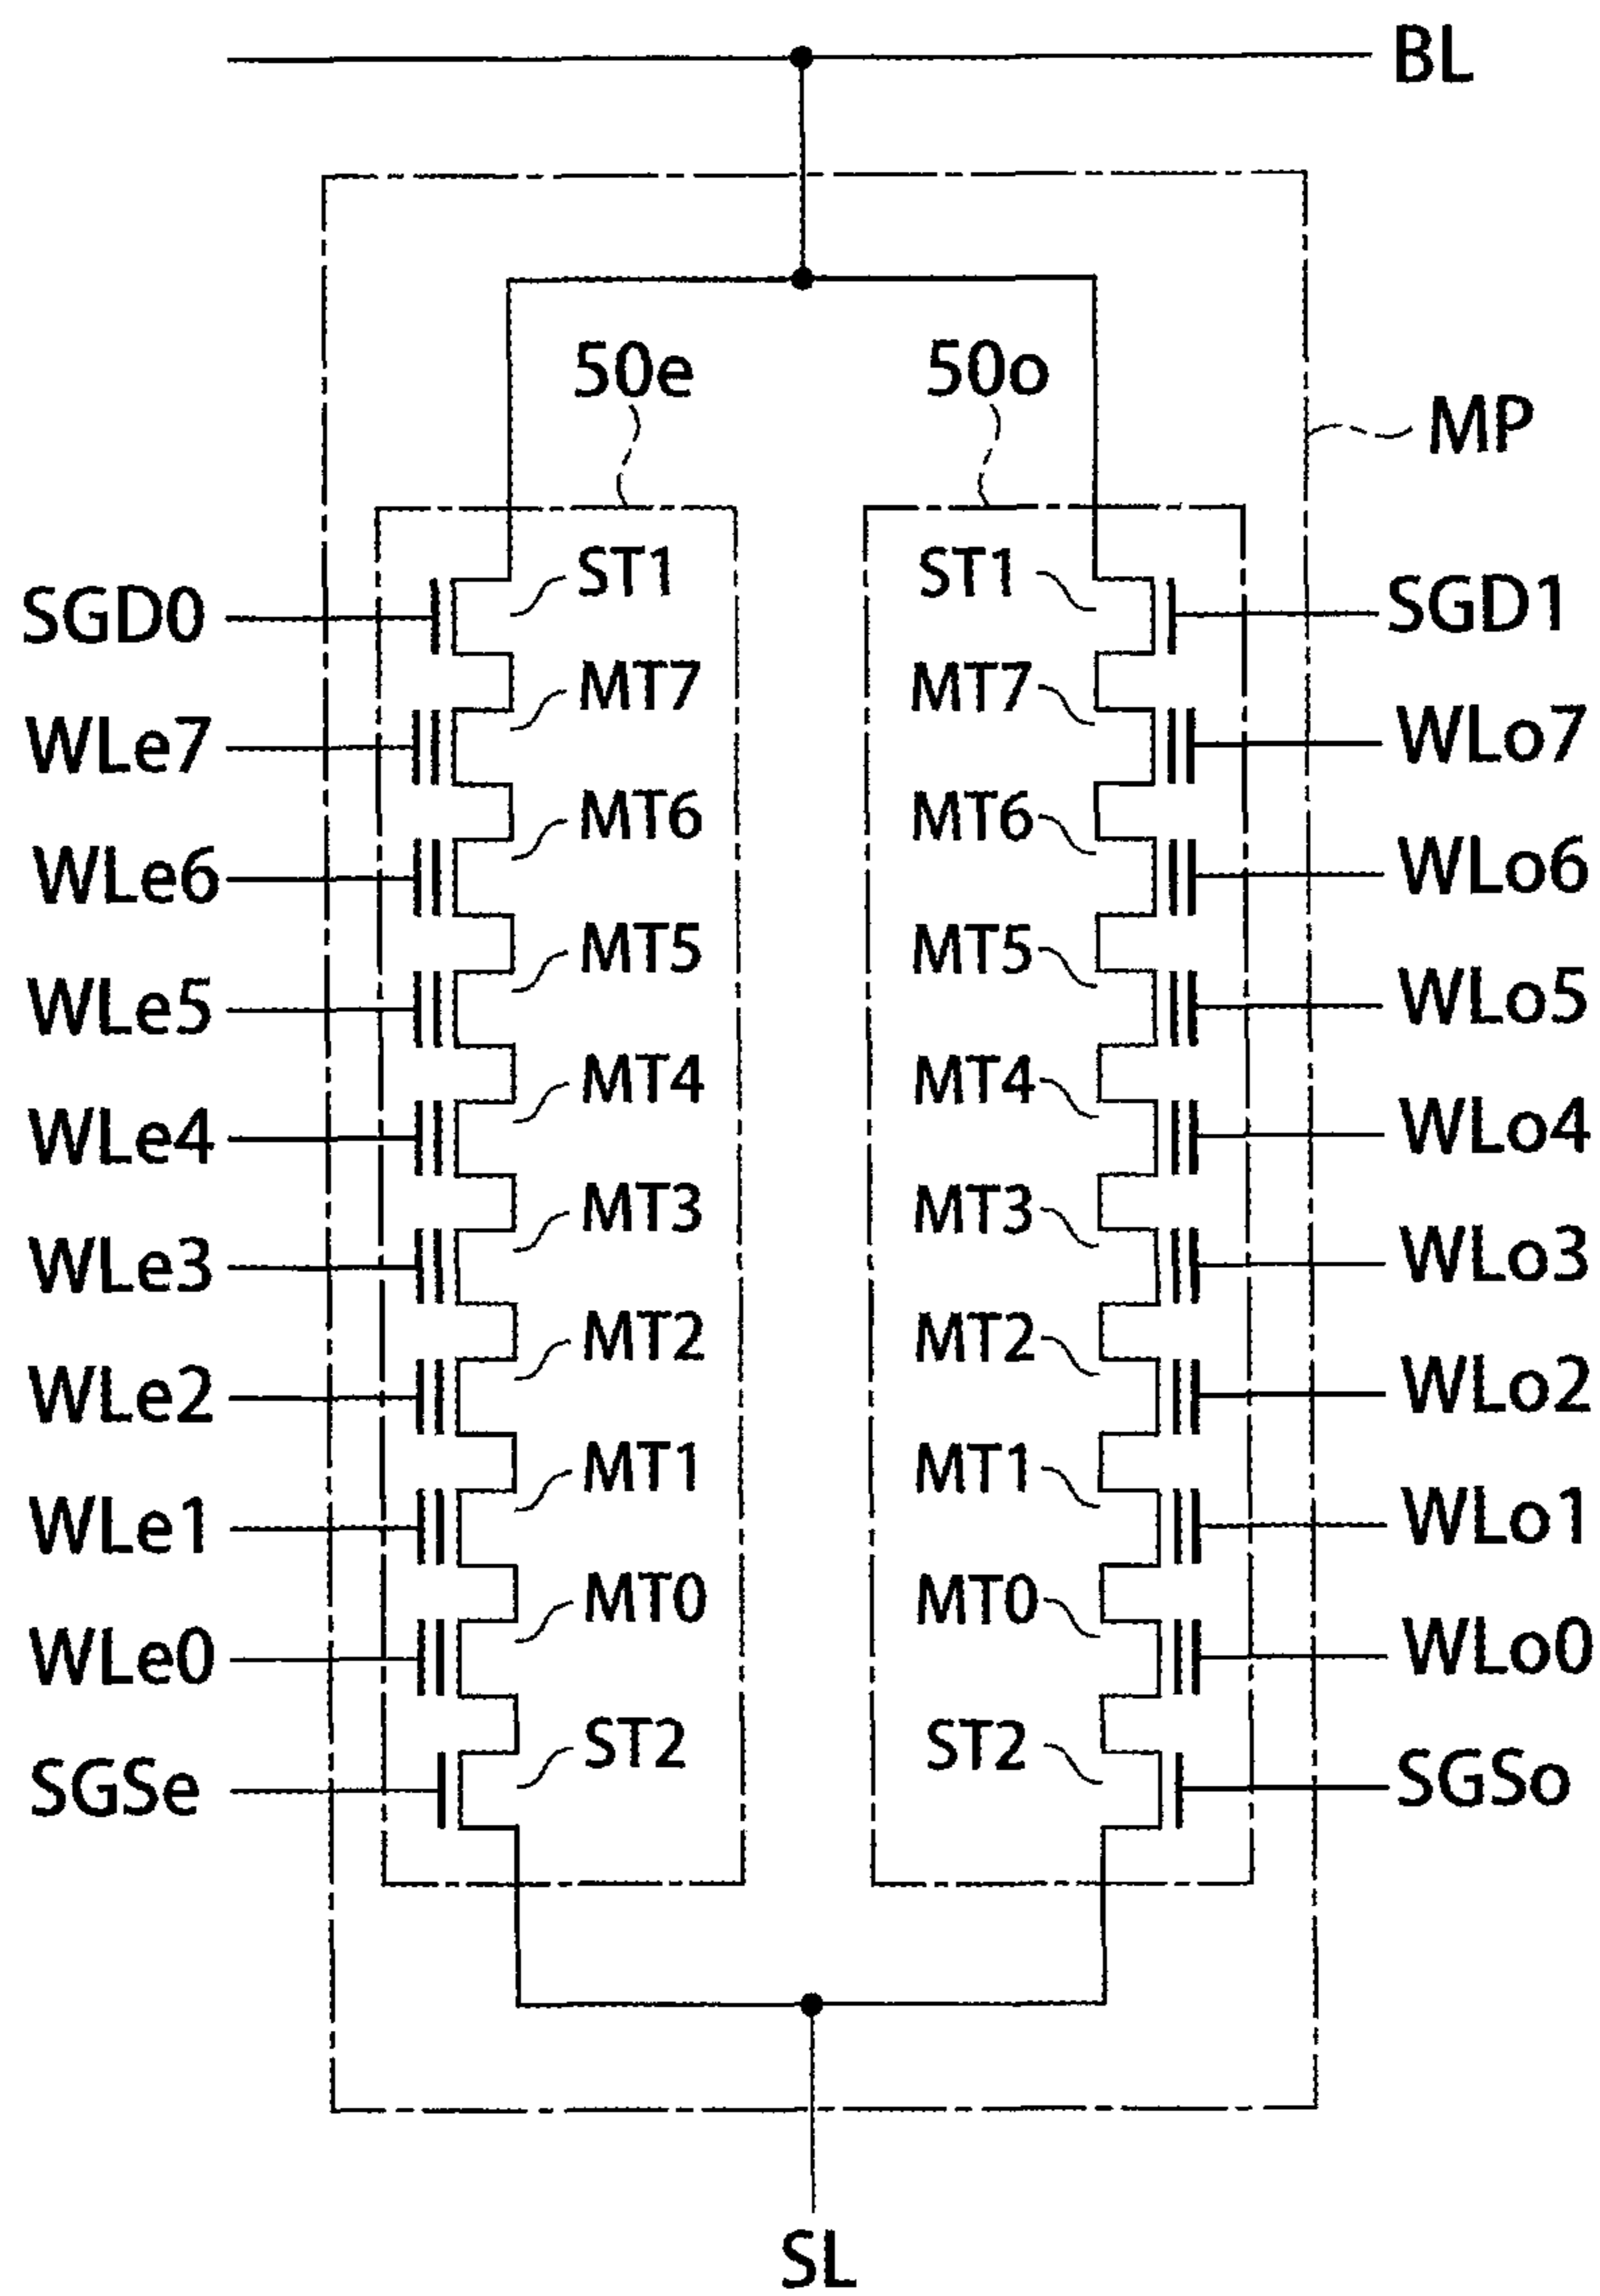 BL
50e 50o
MP
SGD0 ST1 ST1 SGD1
WLe7 MT7 MT7 WLo7
WLe6 MT6 MT6 WLo6
WLe5 MT5 MT5 WLo5
WLe4 MT4 MT4 WLo4
WLe3 MT3 MT3 WLo3
WLe2 MT2 MT2 WLo2
WLe1 MT1 MT1 WLo1
WLe0 MT0 MT0 WLo0
SGSe ST2 ST2 SGSo
SL